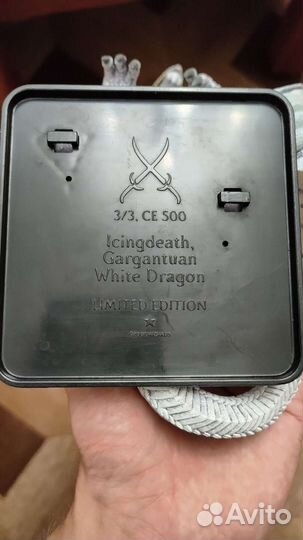 3/3, CE 500
Icingdeath,
Gargantuan
White Dragon
LIMITED EDITION
Avito